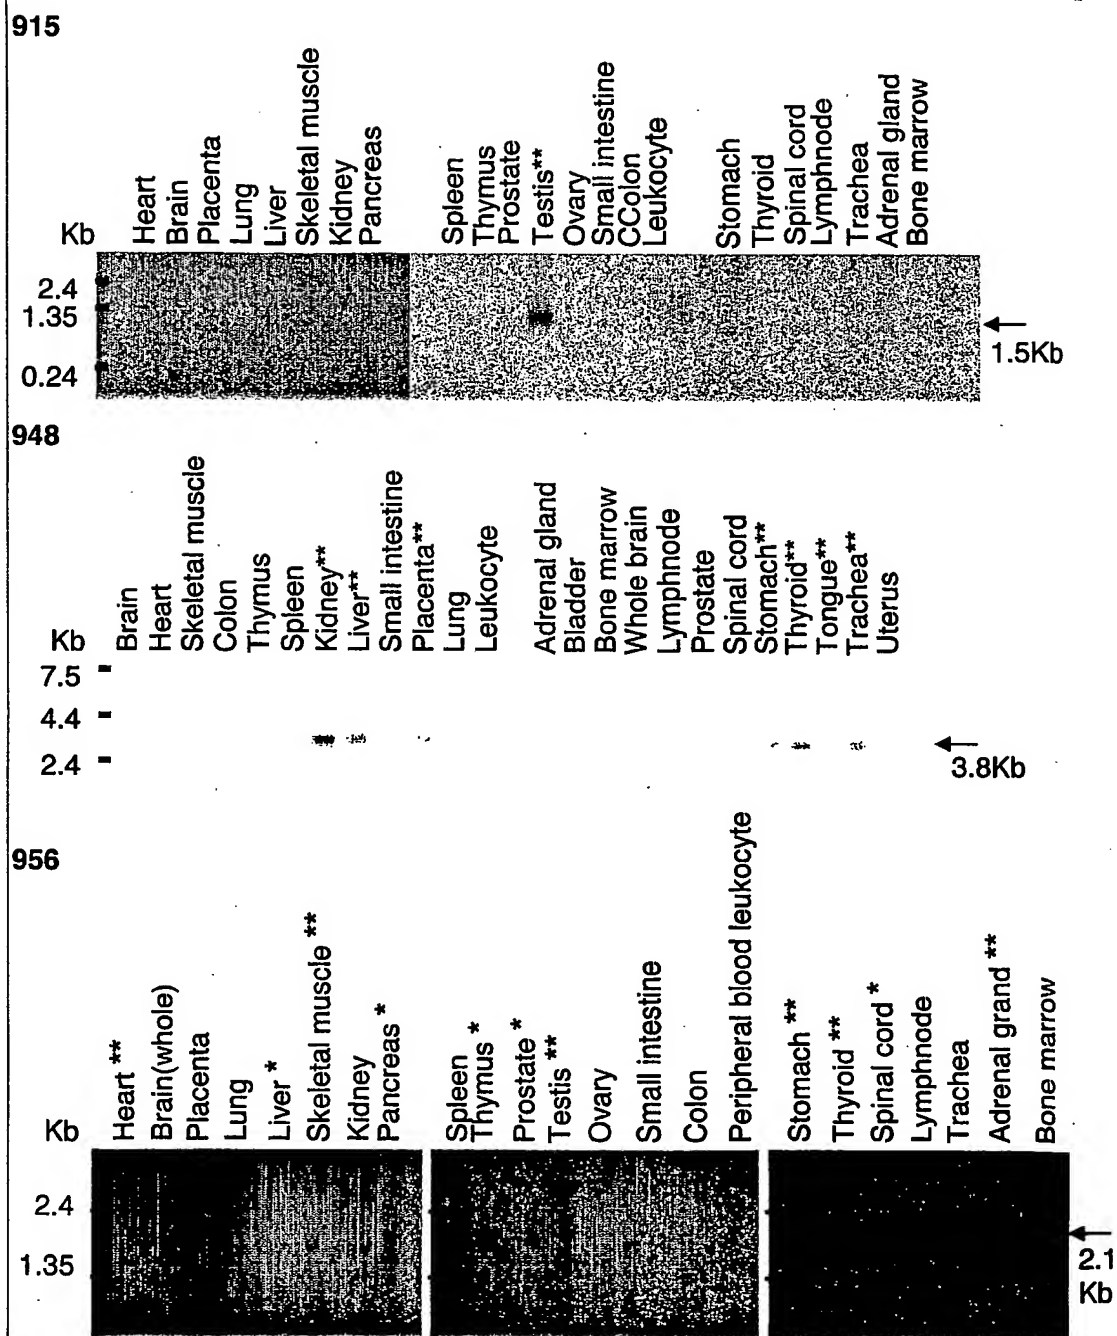 915
Heart
Brain
Placenta
Lung
Liver
Skeletal muscle
Kidney
Pancreas
Spleen
Thymus
Prostate
Testis**
Ovary
Small intestine
CColon
Leukocyte
Stomach
Thyroid
Spinal cord
Lymphnode
Trachea
Adrenal gland
Bone marrow
Kb
2.4
1.35
0.24
1.5Kb
948
Brain
Heart
Skeletal muscle
Colon
Thymus
Spleen
Kidney**
Liver**
Small intestine
Placenta**
Lung
Leukocyte
Adrenal gland
Bladder
Bone marrow
Whole brain
Lymphnode
Prostate
Spinal cord
Stomach**
Thyroid**
Tongue**
Trachea**
Uterus
Kb
7.5
4.4
2.4
3.8Kb
956
Heart **
Brain(whole)
Placenta
Lung
Liver *
Skeletal muscle **
Kidney
Pancreas *
Spleen
Thymus *
Prostate *
Testis **
Ovary
Small intestine
Colon
Peripheral blood leukocyte
Stomach **
Thyroid **
Spinal cord *
Lymphnode
Trachea
Adrenal grand **
Bone marrow
Kb
2.4
1.35
2.1
Kb